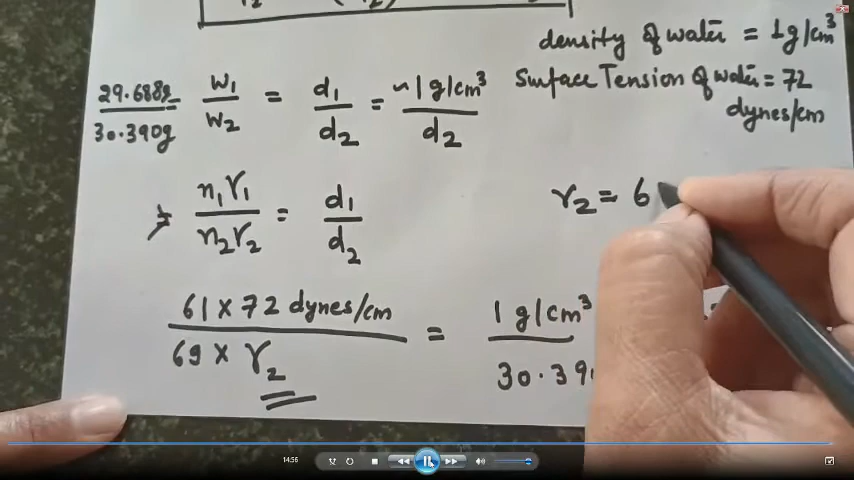 density of water = 1g/cm³
Surface Tension of water = 72
dynes/cm
29.688g/30.390g = W₁/W₂ = d₁/d₂ = ~1g/cm³/d₂
n₁γ₁/n₂γ₂ = d₁/d₂
γ₂ = 6
61 x 72 dynes/cm / 69 x γ₂ = 1 g/cm³ / 30.39
14:56